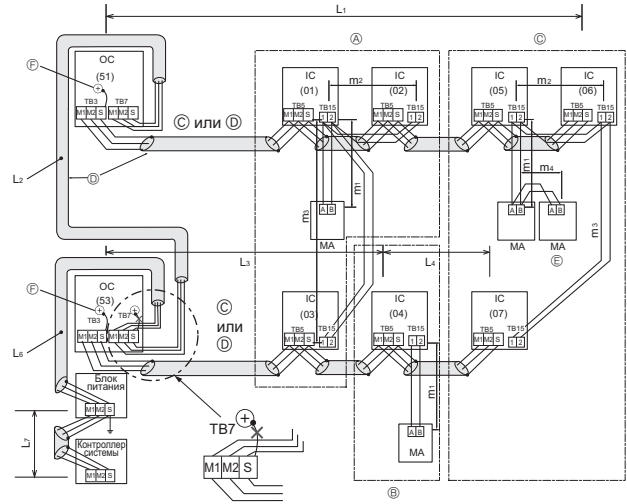 L1
Ⓐ
Ⓒ
Ⓕ
OC
(51)
TB3 TB7
M1 M2 S M1 M2 S
IC
(01)
TB5 TB15
M1 M2 S 1 2
m2
IC
(02)
TB5 TB15
M1 M2 S 1 2
IC
(05)
TB5 TB15
M1 M2 S 1 2
m2
IC
(06)
TB5 TB15
M1 M2 S 1 2
Ⓒ или Ⓓ
L2
Ⓓ
m1
m3
A B
MA
m1
m4
A B
MA
A B
MA
Ⓔ
m3
L3
L4
Ⓕ
OC
(53)
TB3 TB7
M1 M2 S M1 M2 S
Ⓒ
или
Ⓓ
IC
(03)
TB5 TB15
M1 M2 S 1 2
IC
(04)
TB5 TB15
M1 M2 S 1 2
IC
(07)
TB5 TB15
M1 M2 S 1 2
L6
Блок
питания
M1 M2 S
L7
Контроллер
системы
M1 M2 S
TB7
M1 M2 S
m1
A B
MA
Ⓑ